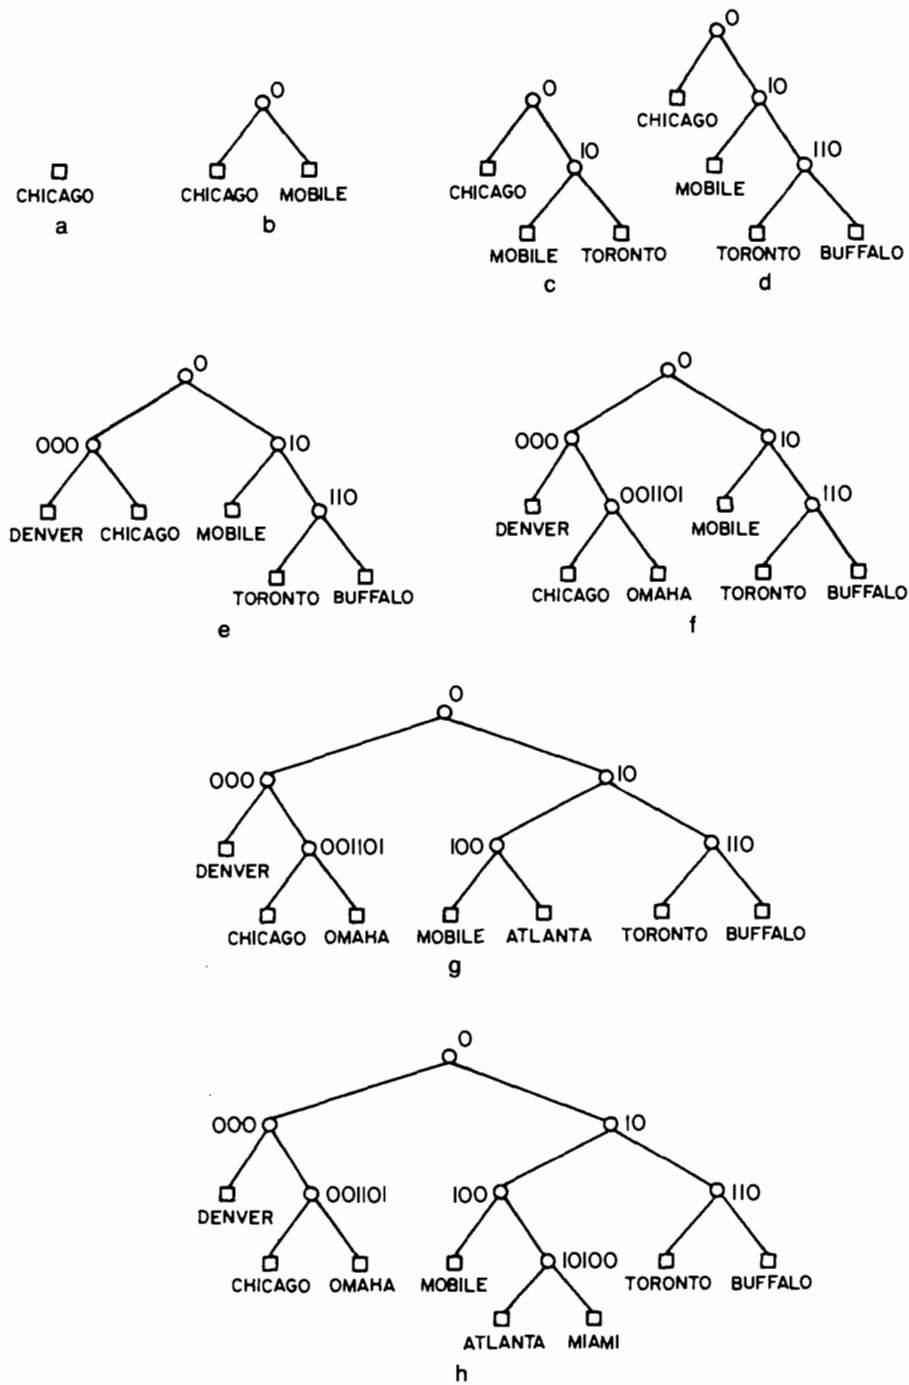 CHICAGO
a
0
CHICAGO MOBILE
b
0
CHICAGO
10
MOBILE TORONTO
c
0
CHICAGO
10
MOBILE
110
TORONTO BUFFALO
d
0
000
10
DENVER CHICAGO MOBILE
110
TORONTO BUFFALO
e
0
000
10
DENVER
001101
MOBILE
110
CHICAGO OMAHA TORONTO BUFFALO
f
0
000
10
DENVER
001101
100
110
CHICAGO OMAHA MOBILE ATLANTA TORONTO BUFFALO
g
0
000
10
DENVER
001101
100
110
CHICAGO OMAHA MOBILE
10100
TORONTO BUFFALO
ATLANTA MIAMI
h